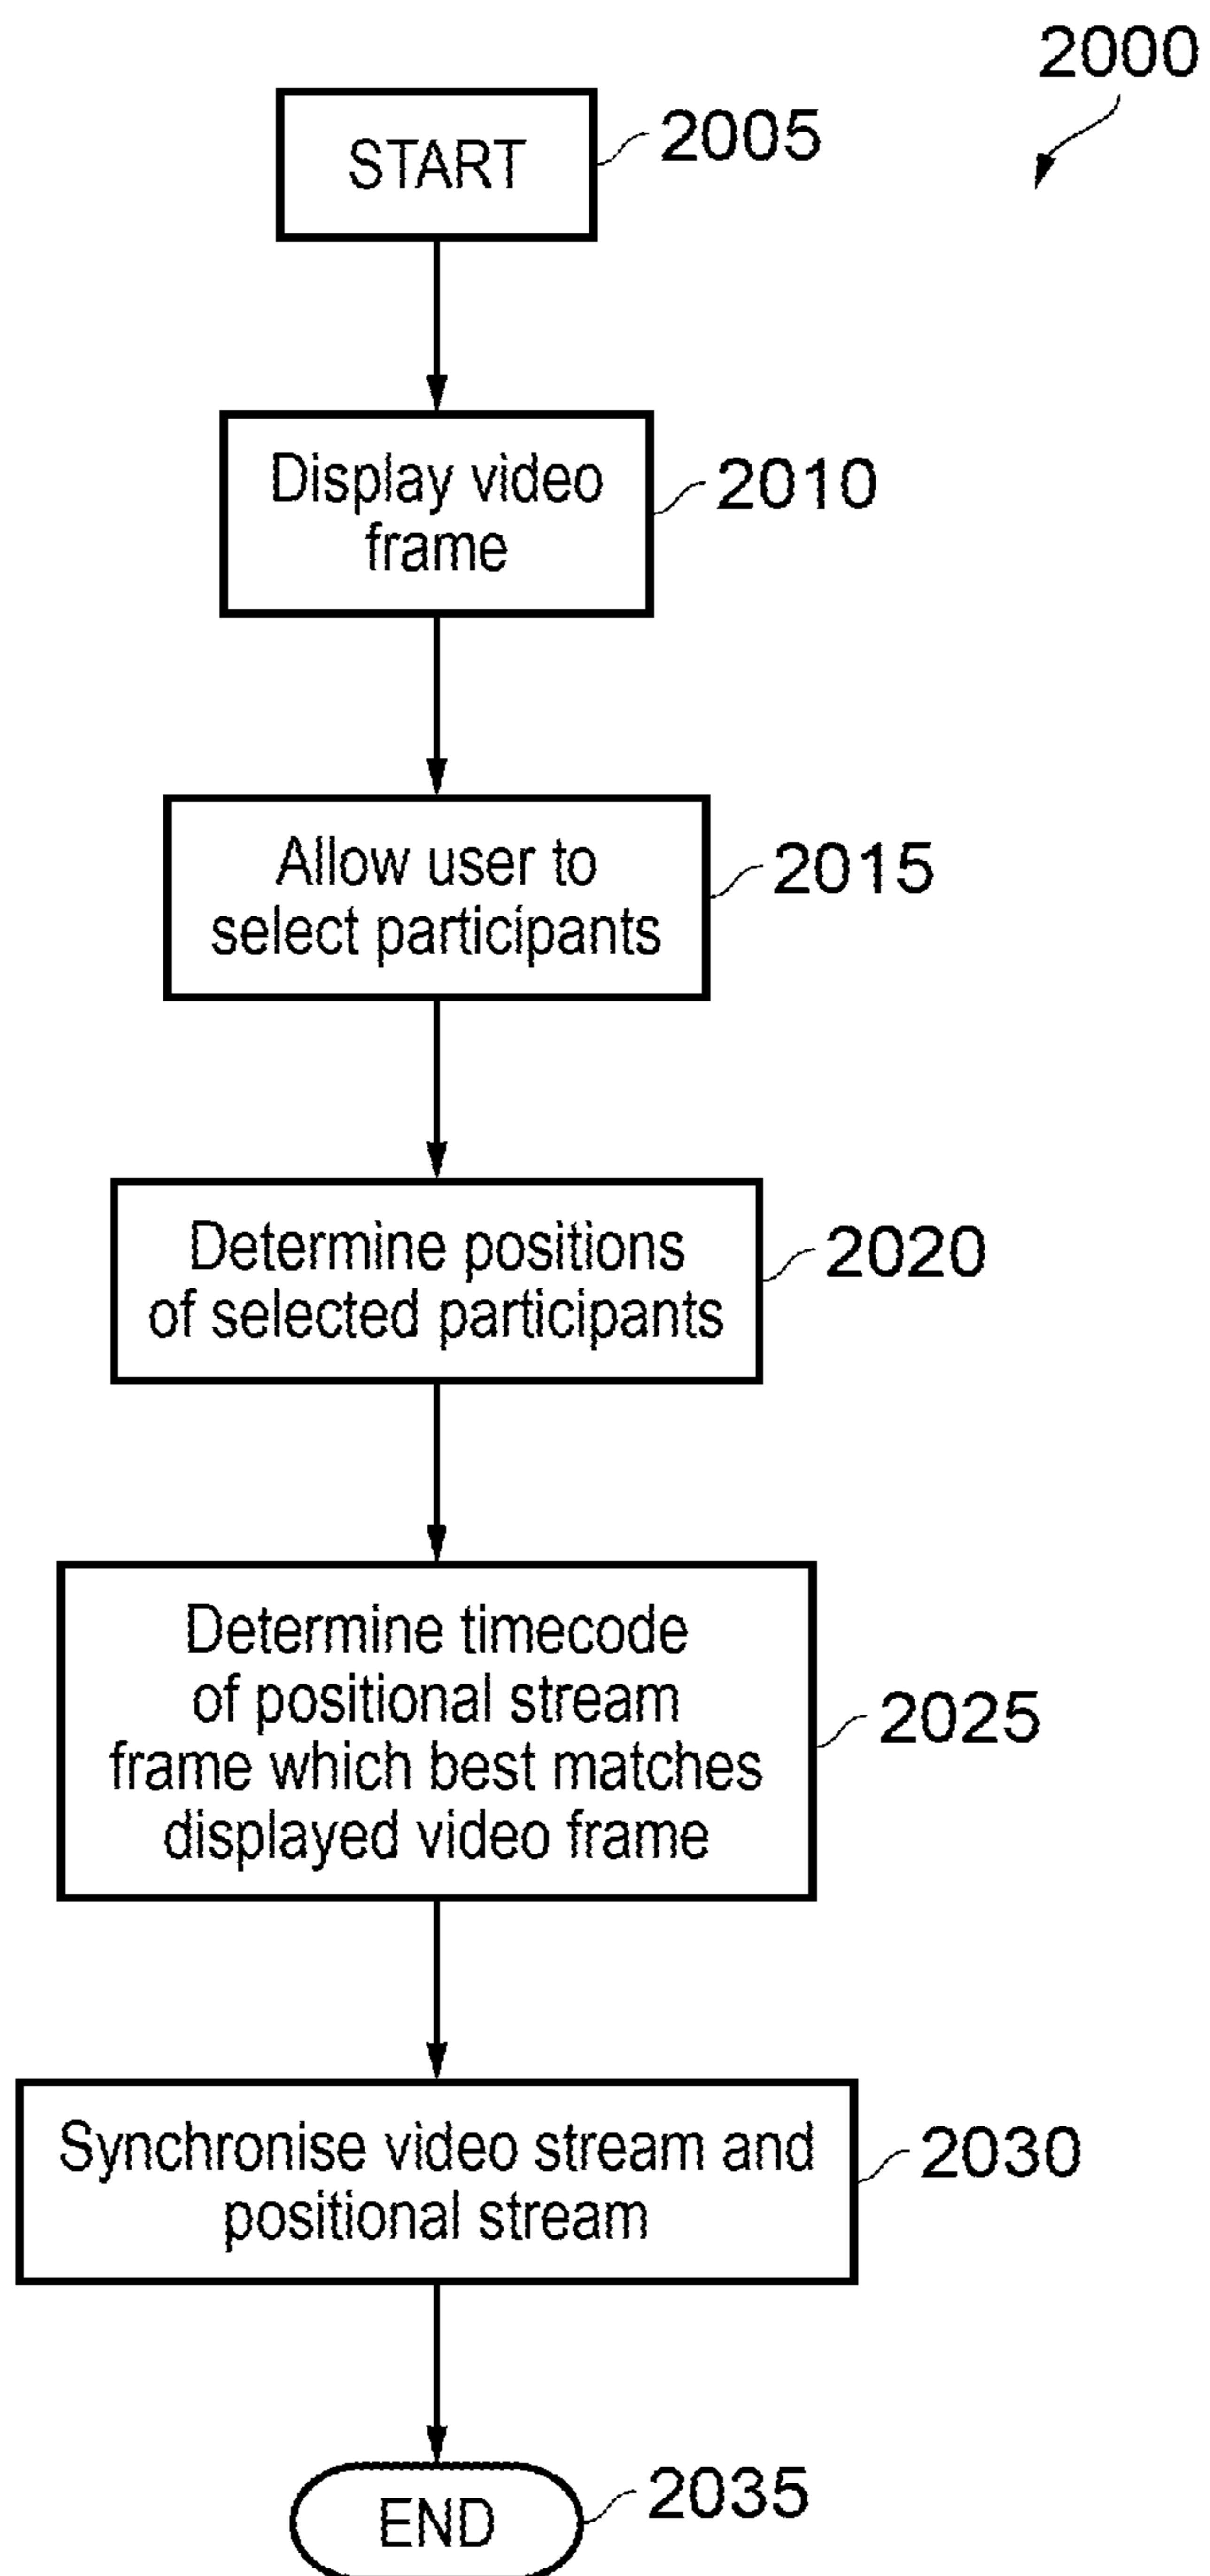 2000
START
2005
Display video
frame
2010
Allow user to
select participants
2015
Determine positions
of selected participants
2020
Determine timecode
of positional stream
frame which best matches
displayed video frame
2025
Synchronise video stream and
positional stream
2030
END
2035